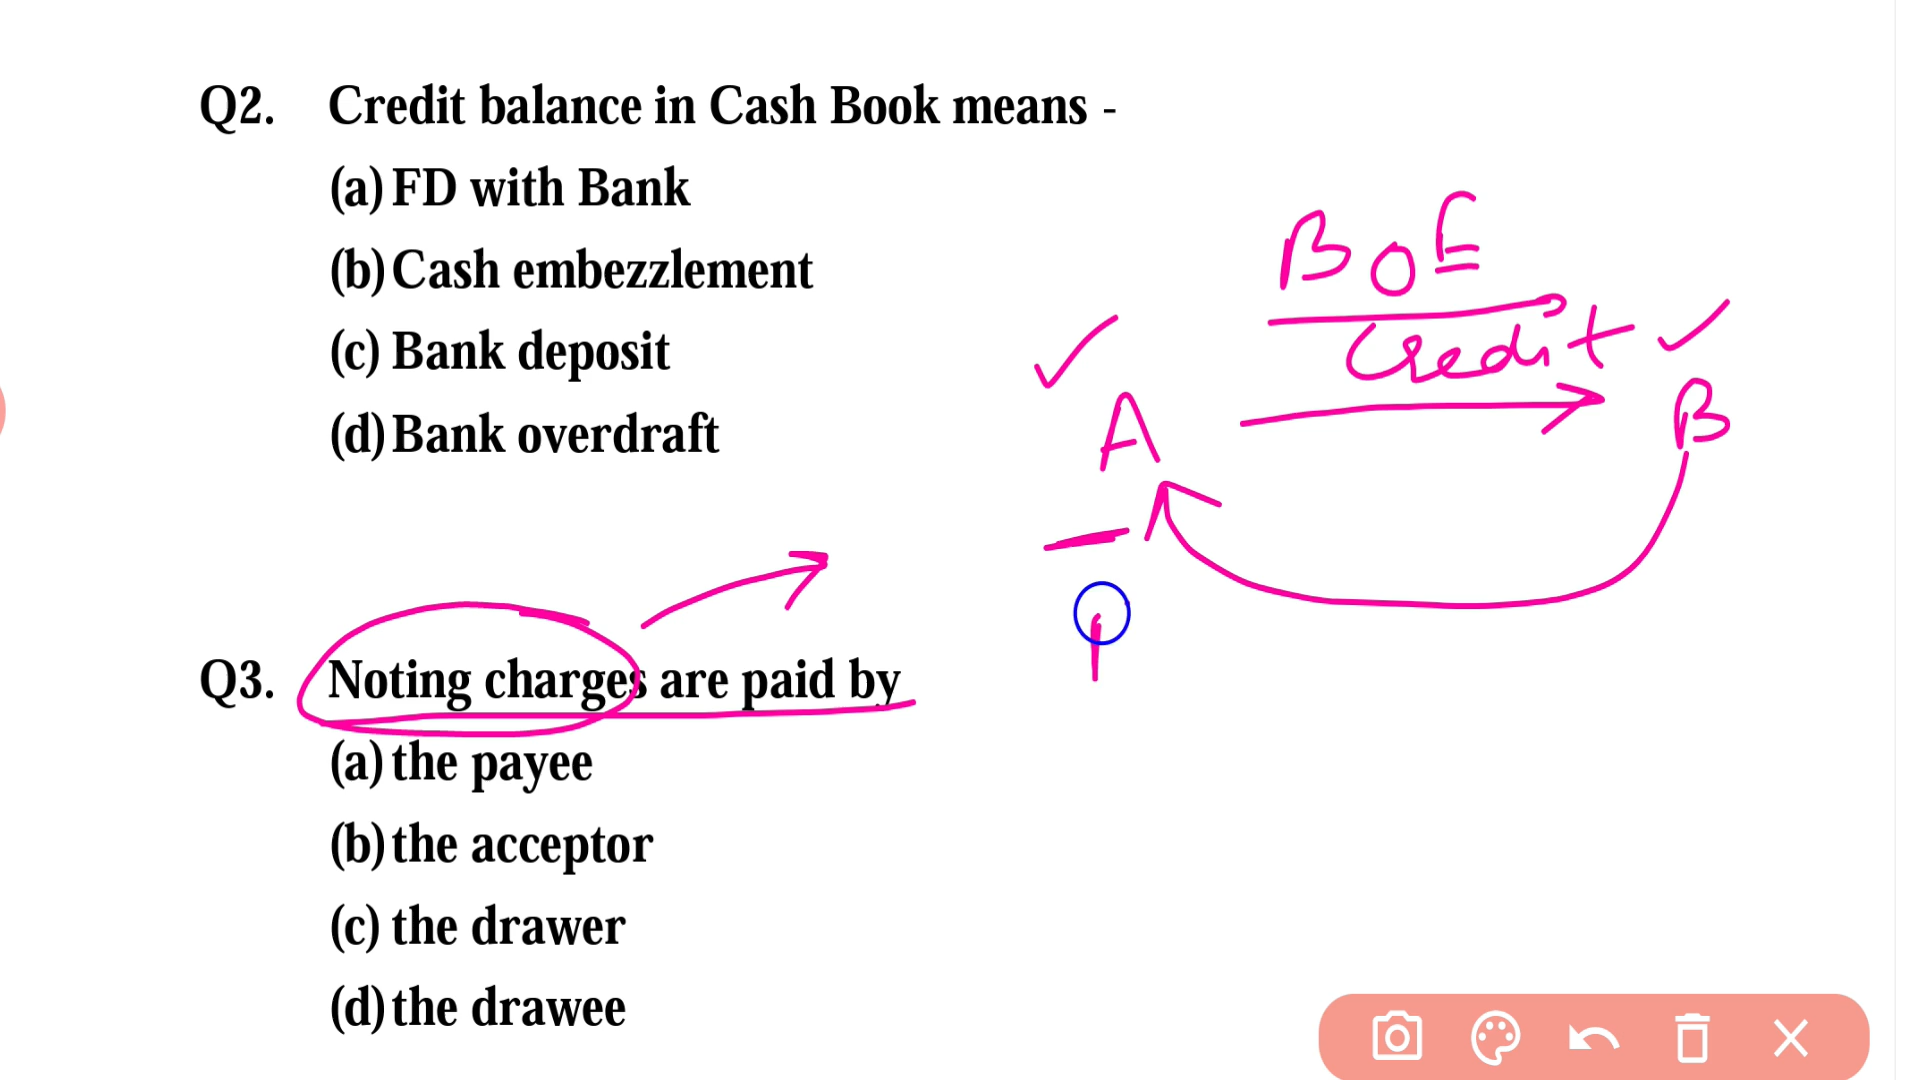 Q2. Credit balance in Cash Book means -
(a) FD with Bank
(b) Cash embezzlement
(c) Bank deposit
(d) Bank overdraft
BOE
Credit
A
B
Q3. Noting charges are paid by
(a) the payee
(b) the acceptor
(c) the drawer
(d) the drawee